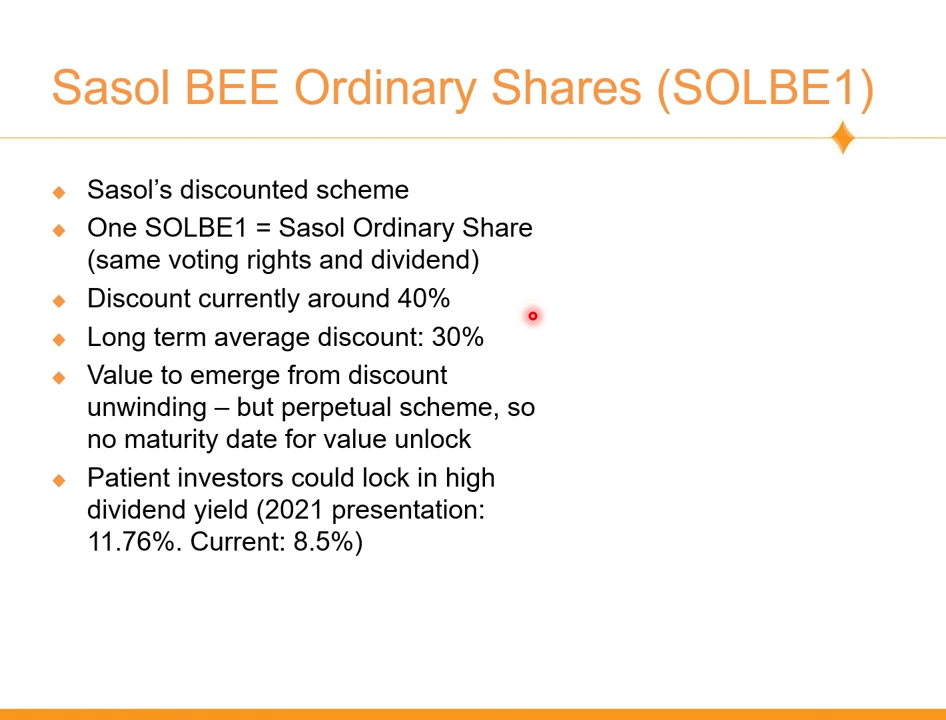 Sasol BEE Ordinary Shares (SOLBE1)
Sasol’s discounted scheme
One SOLBE1 = Sasol Ordinary Share
(same voting rights and dividend)
Discount currently around 40%
Long term average discount: 30%
Value to emerge from discount
unwinding – but perpetual scheme, so
no maturity date for value unlock
Patient investors could lock in high
dividend yield (2021 presentation:
11.76%. Current: 8.5%)